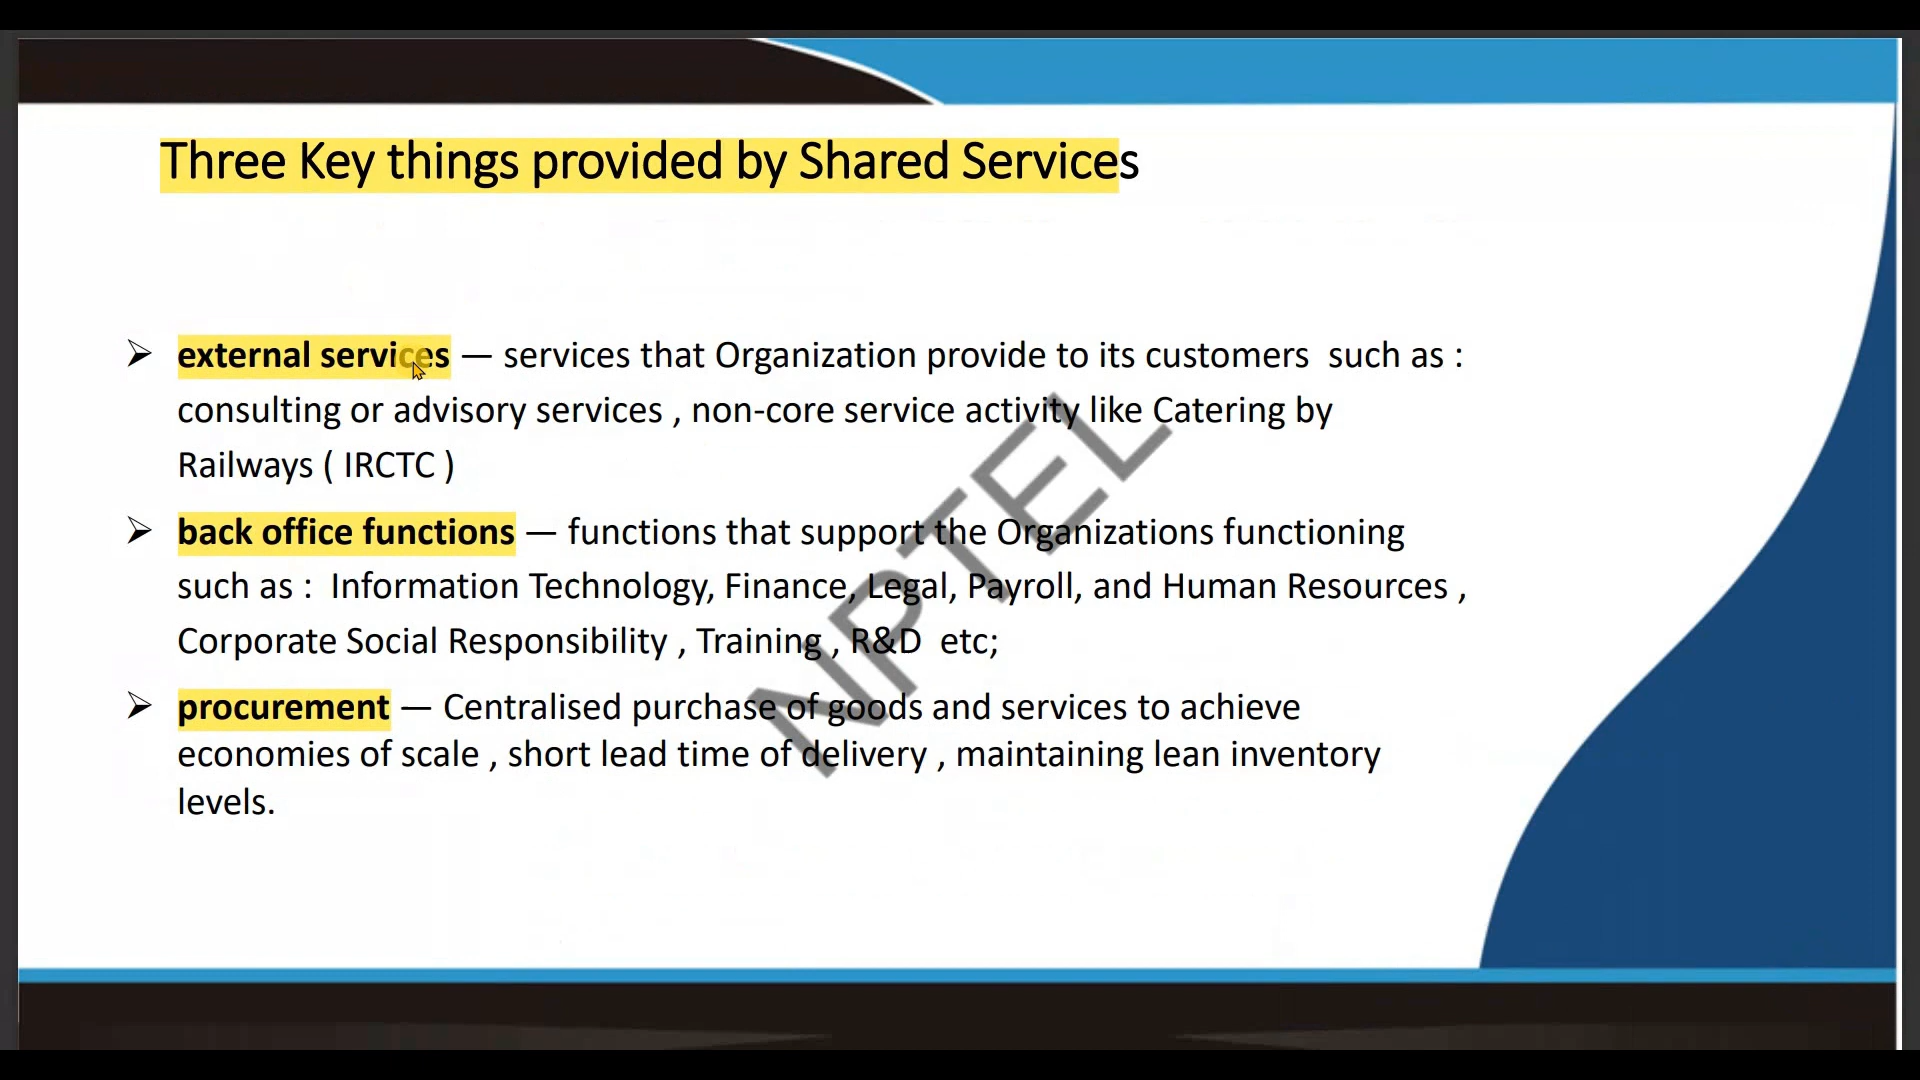 Three Key things provided by Shared Services
➢ external services — services that Organization provide to its customers such as :
consulting or advisory services , non-core service activity like Catering by
Railways ( IRCTC )
➢ back office functions — functions that support the Organizations functioning
such as : Information Technology, Finance, Legal, Payroll, and Human Resources ,
Corporate Social Responsibility , Training , R&D etc;
➢ procurement — Centralised purchase of goods and services to achieve
economies of scale , short lead time of delivery , maintaining lean inventory
levels.
NPTEL